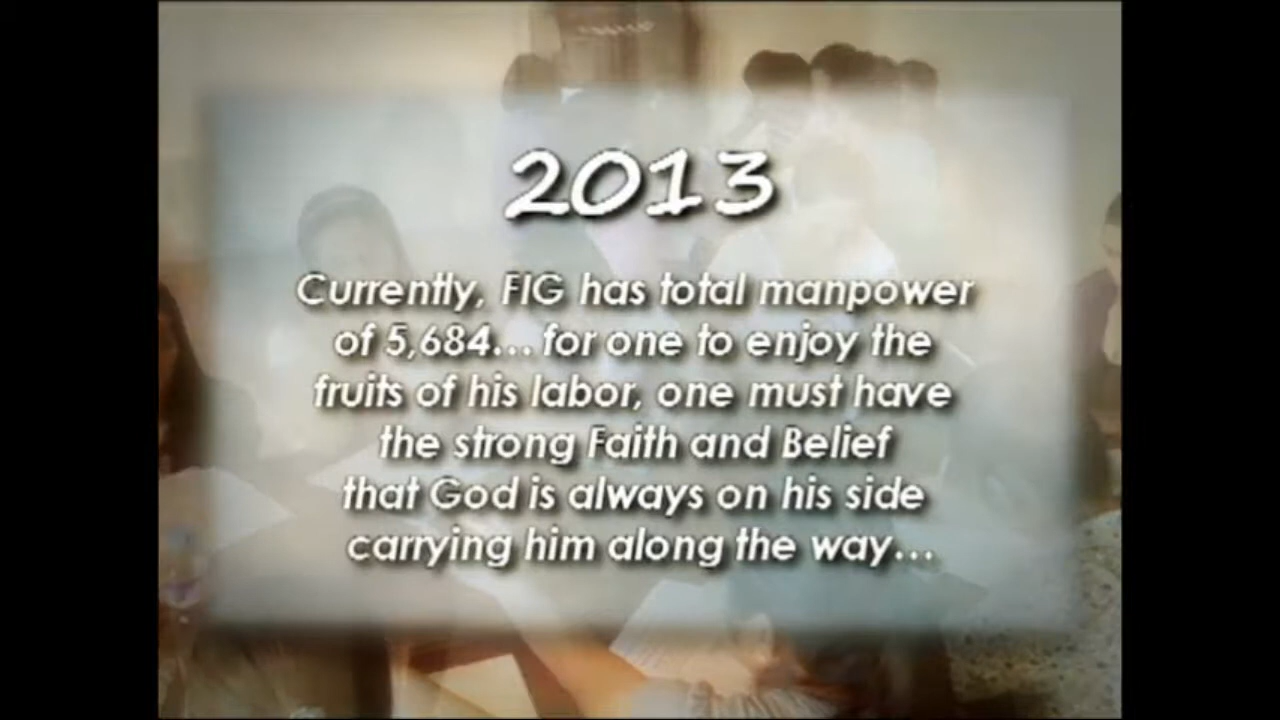 2013
Currently, FIG has total manpower
of 5,684... for one to enjoy the
fruits of his labor, one must have
the strong Faith and Belief
that God is always on his side
carrying him along the way...